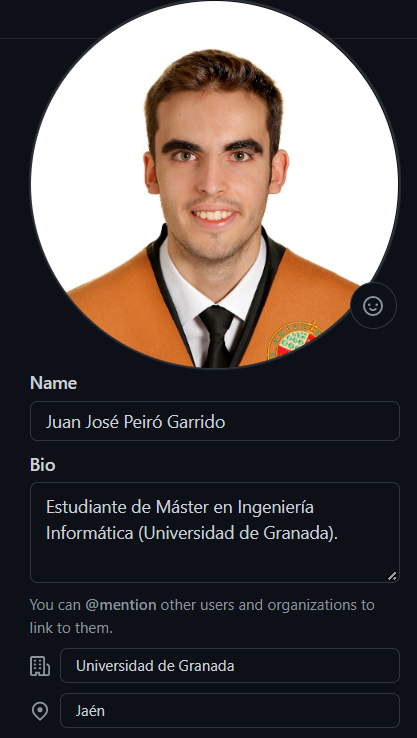 Name
Juan José Peiró Garrido
Bio
Estudiante de Máster en Ingeniería
Informática (Universidad de Granada).
You can @mention other users and organizations to
link to them.
Universidad de Granada
Jaén